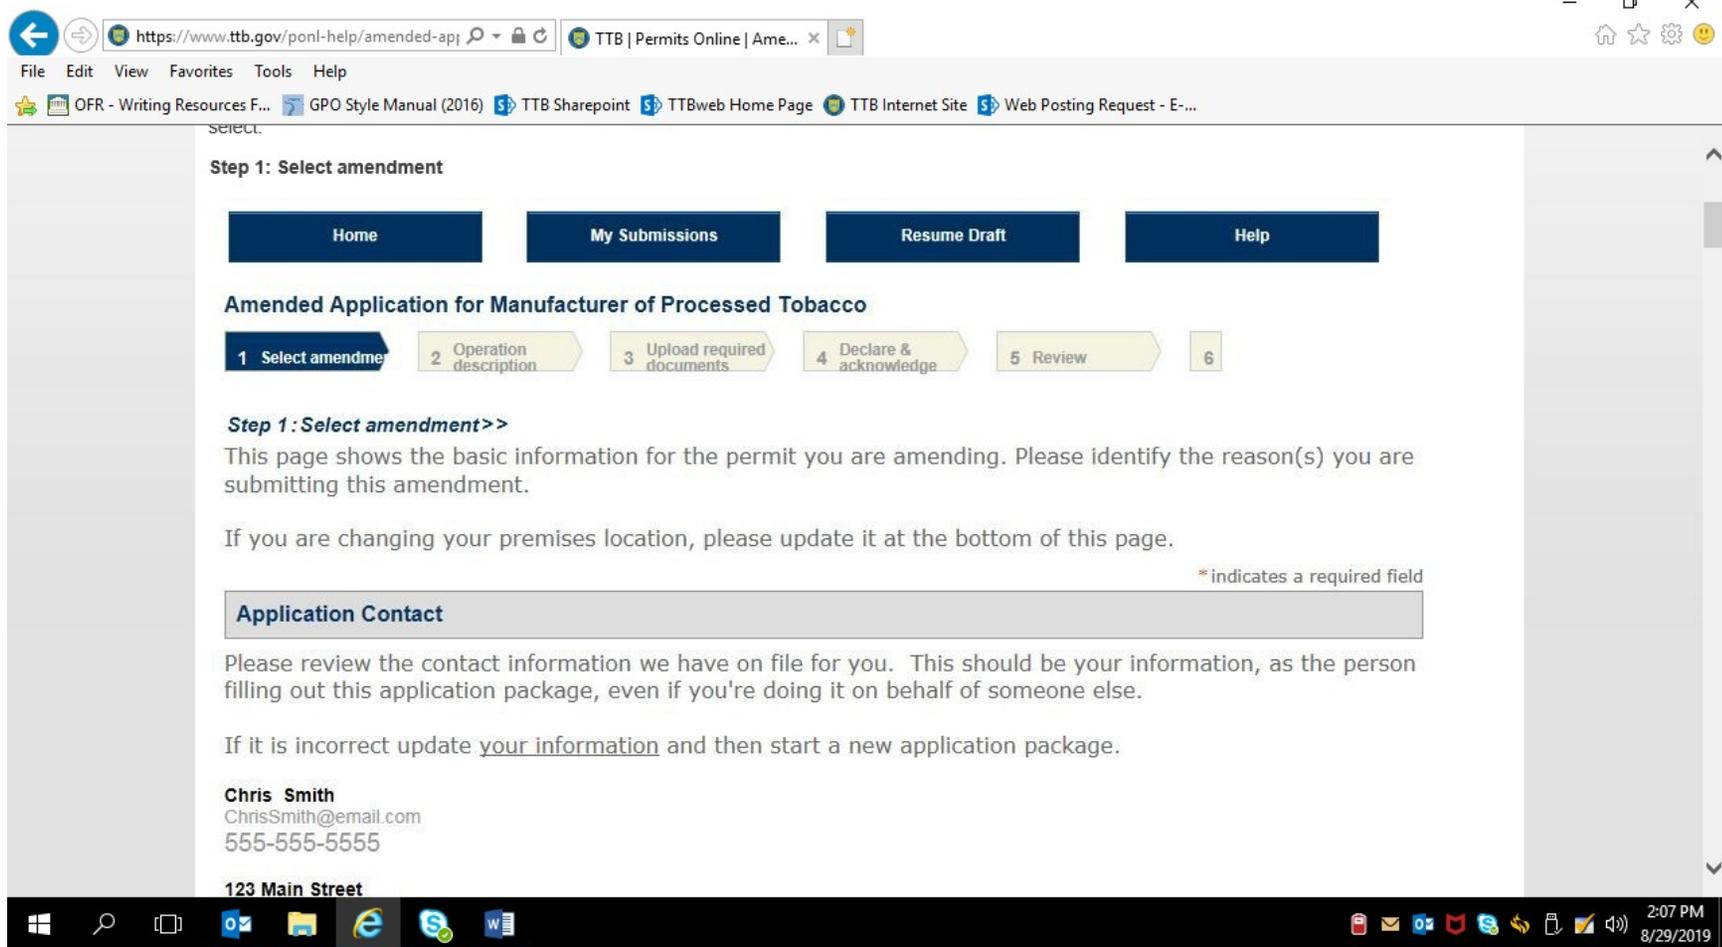 https://www.ttb.gov/ponl-help/amended-ap
TTB | Permits Online | Ame...
File Edit View Favorites Tools Help
OFR - Writing Resources F... GPO Style Manual (2016) TTB Sharepoint TTBweb Home Page TTB Internet Site Web Posting Request - E-...
select.
Step 1: Select amendment
Home My Submissions Resume Draft Help
Amended Application for Manufacturer of Processed Tobacco
1 Select amendme
2 Operation description
3 Upload required documents
4 Declare & acknowledge
5 Review
6
Step 1: Select amendment>>
This page shows the basic information for the permit you are amending. Please identify the reason(s) you are
submitting this amendment.
If you are changing your premises location, please update it at the bottom of this page.
* indicates a required field
Application Contact
Please review the contact information we have on file for you. This should be your information, as the person
filling out this application package, even if you're doing it on behalf of someone else.
If it is incorrect update your information and then start a new application package.
Chris Smith
ChrisSmith@email.com
555-555-5555
123 Main Street
2:07 PM
8/29/2019